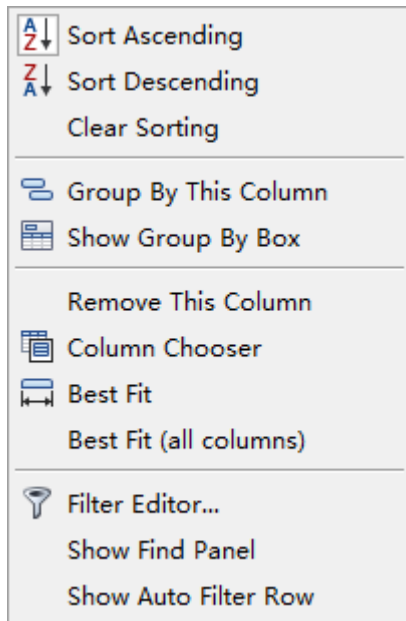 Sort Ascending
Sort Descending
Clear Sorting
Group By This Column
Show Group By Box
Remove This Column
Column Chooser
Best Fit
Best Fit (all columns)
Filter Editor...
Show Find Panel
Show Auto Filter Row